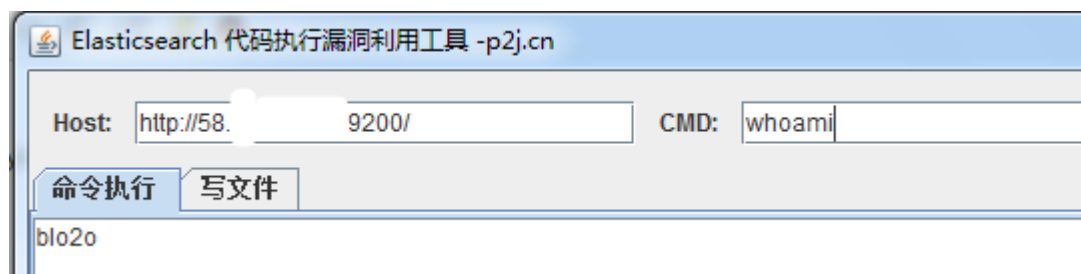 Elasticsearch 代码执行漏洞利用工具 -p2j.cn
Host: http://58. 9200/ CMD: whoami
命令执行 写文件
blo2o